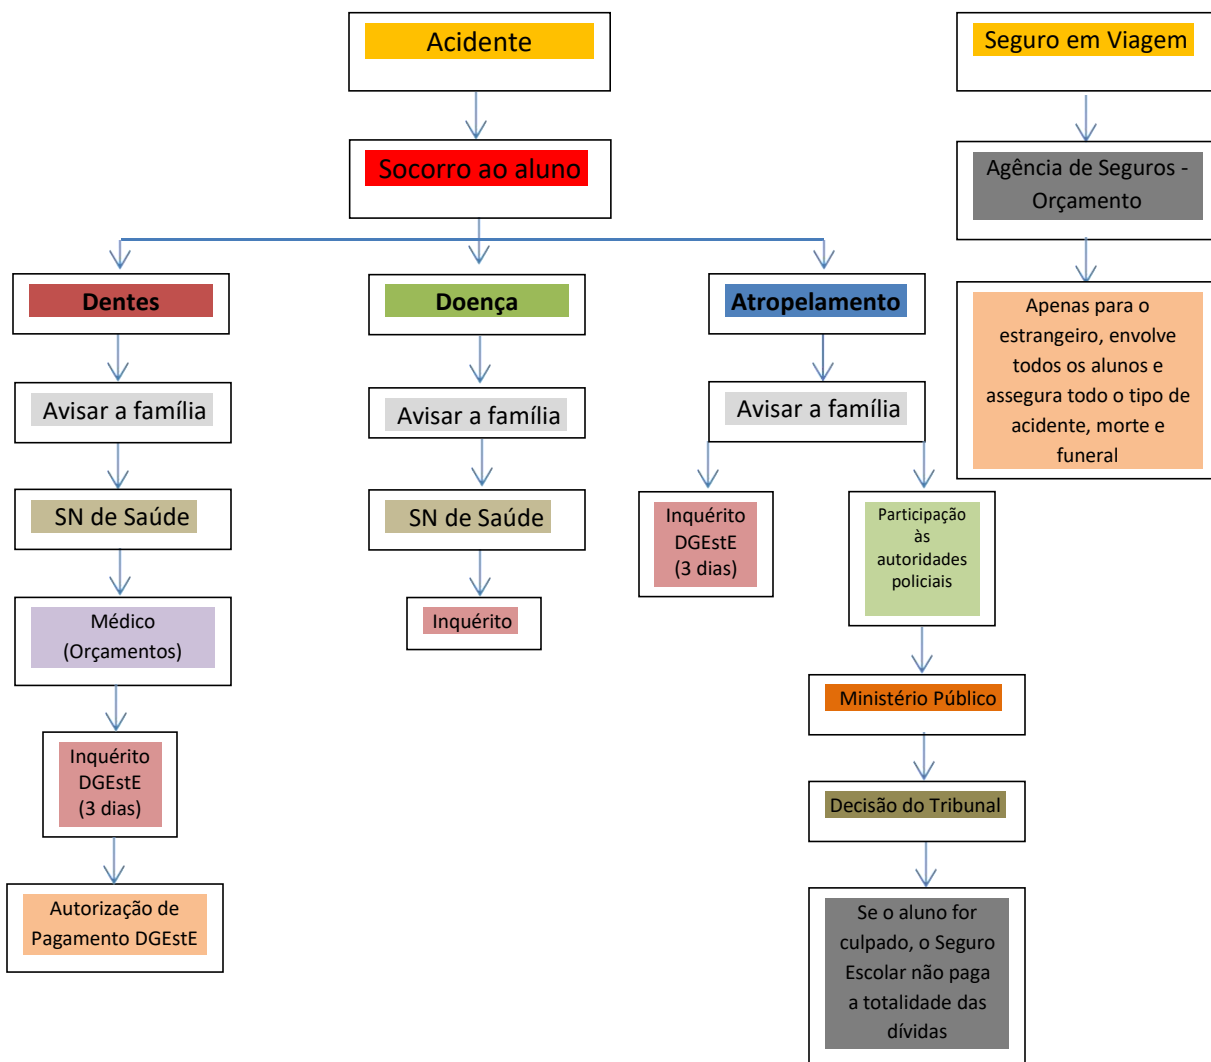 Acidente
Seguro em Viagem
Socorro ao aluno
Agência de Seguros -
Orçamento
Dentes
Doença
Atropelamento
Apenas para o
estrangeiro, envolve
todos os alunos e
assegura todo o tipo de
acidente, morte e
funeral
Avisar a família
Avisar a família
Avisar a família
SN de Saúde
SN de Saúde
Inquérito
DGEstE
(3 dias)
Participação
às
autoridades
policiais
Médico
(Orçamentos)
Inquérito
Ministério Público
Inquérito
DGEstE
(3 dias)
Decisão do Tribunal
Autorização de
Pagamento DGEstE
Se o aluno for
culpado, o Seguro
Escolar não paga
a totalidade das
dívidas